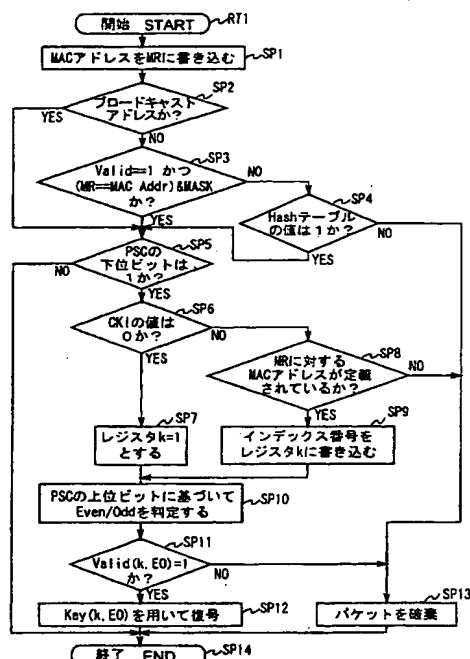 開始 START
RT1
MACアドレスをMRに書き込む
SP1
SP2
ブロードキャスト
アドレスか?
YES
NO
SP3
Valid==1 かつ
(MR==MAC Addr)&MASK
か?
NO
YES
SP4
Hashテーブル
の値は1か?
NO
YES
SP5
PSCの
下位ビットは
1か?
NO
YES
SP6
CKIの値は
0か?
NO
YES
SP8
MRに対する
MACアドレスが定義
されているか?
NO
YES
SP7
レジスタk=1
とする
SP9
インデックス番号を
レジスタkに書き込む
SP10
PSCの上位ビットに基づいて
Even/Oddを判定する
SP11
Valid(k,EO)=1
か?
NO
YES
Key(k,EO)を用いて復号
SP12
パケットを破棄
SP13
終了 END
SP14